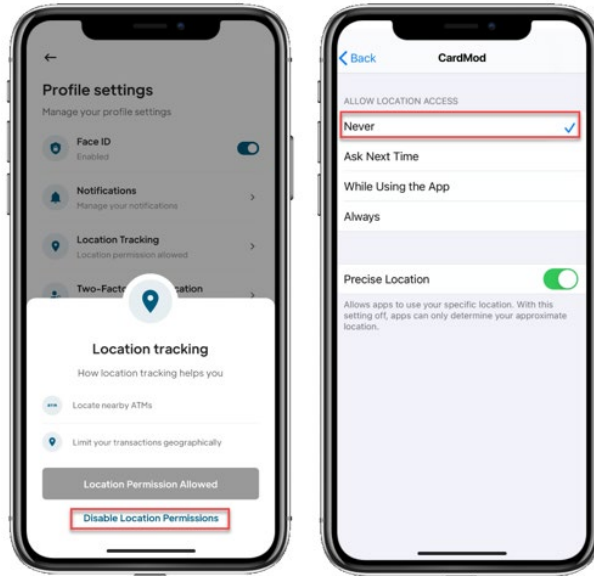 Profile settings
Manage your profile settings
Face ID
Enabled
Notifications
Manage your notifications
Location Tracking
Location permission allowed
Location tracking
How location tracking helps you
ATM
Locate nearby ATMs
Limit your transactions geographically
Location Permission Allowed
Disable Location Permissions
Back
CardMod
ALLOW LOCATION ACCESS
Never
Ask Next Time
While Using the App
Always
Precise Location
Allows apps to use your specific location. With this
setting off, apps can only determine your approximate
location.